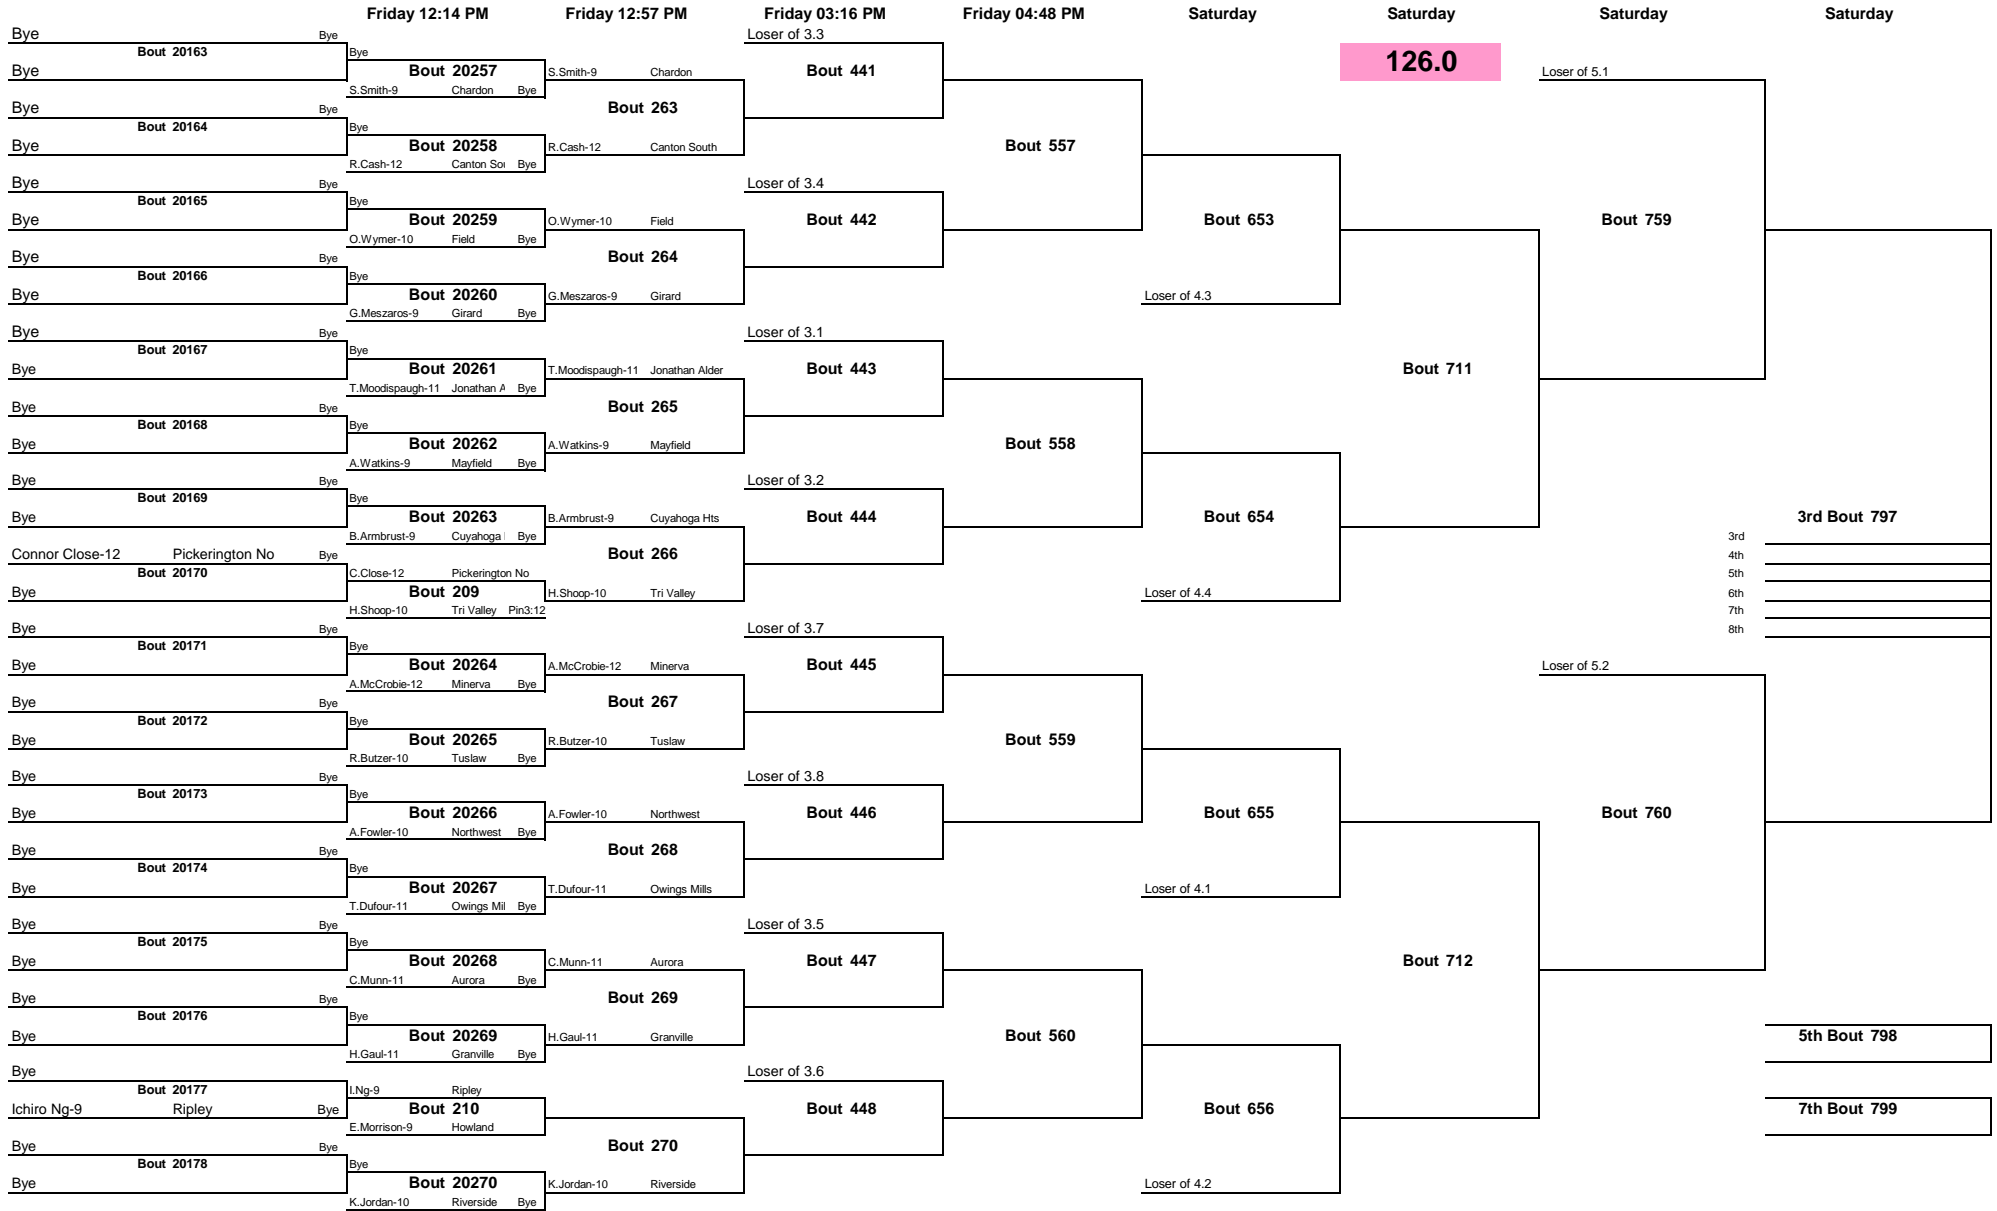 Friday 12:14 PM Friday 12:57 PM Friday 03:16 PM Friday 04:48 PM Saturday Saturday Saturday Saturday
126.0
Bye Bye
Bout 20163
Bye
Bye Bye
Bout 20164
Bye
Bye Bye
Bout 20165
Bye
Bye Bye
Bout 20166
Bye
Bye Bye
Bout 20167
Bye
Bye Bye
Bout 20168
Bye
Bye Bye
Bout 20169
Bye
Connor Close-12 Pickerington No Bye
Bout 20170
Bye
Bye Bye
Bout 20171
Bye
Bye Bye
Bout 20172
Bye
Bye Bye
Bout 20173
Bye
Bye Bye
Bout 20174
Bye
Bye Bye
Bout 20175
Bye
Bye Bye
Bout 20176
Bye
Bye
Bout 20177
Ichiro Ng-9 Ripley Bye
Bye Bye
Bout 20178
Bye
Bye
Bout 20257
S.Smith-9 Chardon Bye
Bye
Bout 20258
R.Cash-12 Canton Sou Bye
Bye
Bout 20259
O.Wymer-10 Field Bye
Bye
Bout 20260
G.Meszaros-9 Girard Bye
Bye
Bout 20261
T.Moodispaugh-11 Jonathan A Bye
Bye
Bout 20262
A.Watkins-9 Mayfield Bye
Bye
Bout 20263
B.Armbrust-9 Cuyahoga Bye
C.Close-12 Pickerington No
Bout 209
H.Shoop-10 Tri Valley Pin3:12
Bye
Bout 20264
A.McCrobie-12 Minerva Bye
Bye
Bout 20265
R.Butzer-10 Tuslaw Bye
Bye
Bout 20266
A.Fowler-10 Northwest Bye
Bye
Bout 20267
T.Dufour-11 Owings Mil Bye
Bye
Bout 20268
C.Munn-11 Aurora Bye
Bye
Bout 20269
H.Gaul-11 Granville Bye
I.Ng-9 Ripley
Bout 210
E.Morrison-9 Howland
Bye
Bout 20270
K.Jordan-10 Riverside Bye
S.Smith-9 Chardon
Bout 263
R.Cash-12 Canton South
O.Wymer-10 Field
Bout 264
G.Meszaros-9 Girard
T.Moodispaugh-11 Jonathan Alder
Bout 265
A.Watkins-9 Mayfield
B.Armbrust-9 Cuyahoga Hts
Bout 266
H.Shoop-10 Tri Valley
A.McCrobie-12 Minerva
Bout 267
R.Butzer-10 Tuslaw
A.Fowler-10 Northwest
Bout 268
T.Dufour-11 Owings Mills
C.Munn-11 Aurora
Bout 269
H.Gaul-11 Granville
Bout 270
K.Jordan-10 Riverside
Loser of 3.3
Bout 441
Loser of 3.4
Bout 442
Loser of 3.1
Bout 443
Loser of 3.2
Bout 444
Loser of 3.7
Bout 445
Loser of 3.8
Bout 446
Loser of 3.5
Bout 447
Loser of 3.6
Bout 448
Bout 557
Bout 558
Bout 559
Bout 560
Bout 653
Loser of 4.3
Bout 654
Loser of 4.4
Bout 655
Loser of 4.1
Bout 656
Loser of 4.2
Bout 711
Bout 712
Loser of 5.1
Bout 759
Loser of 5.2
Bout 760
3rd Bout 797
3rd
4th
5th
6th
7th
8th
5th Bout 798
7th Bout 799